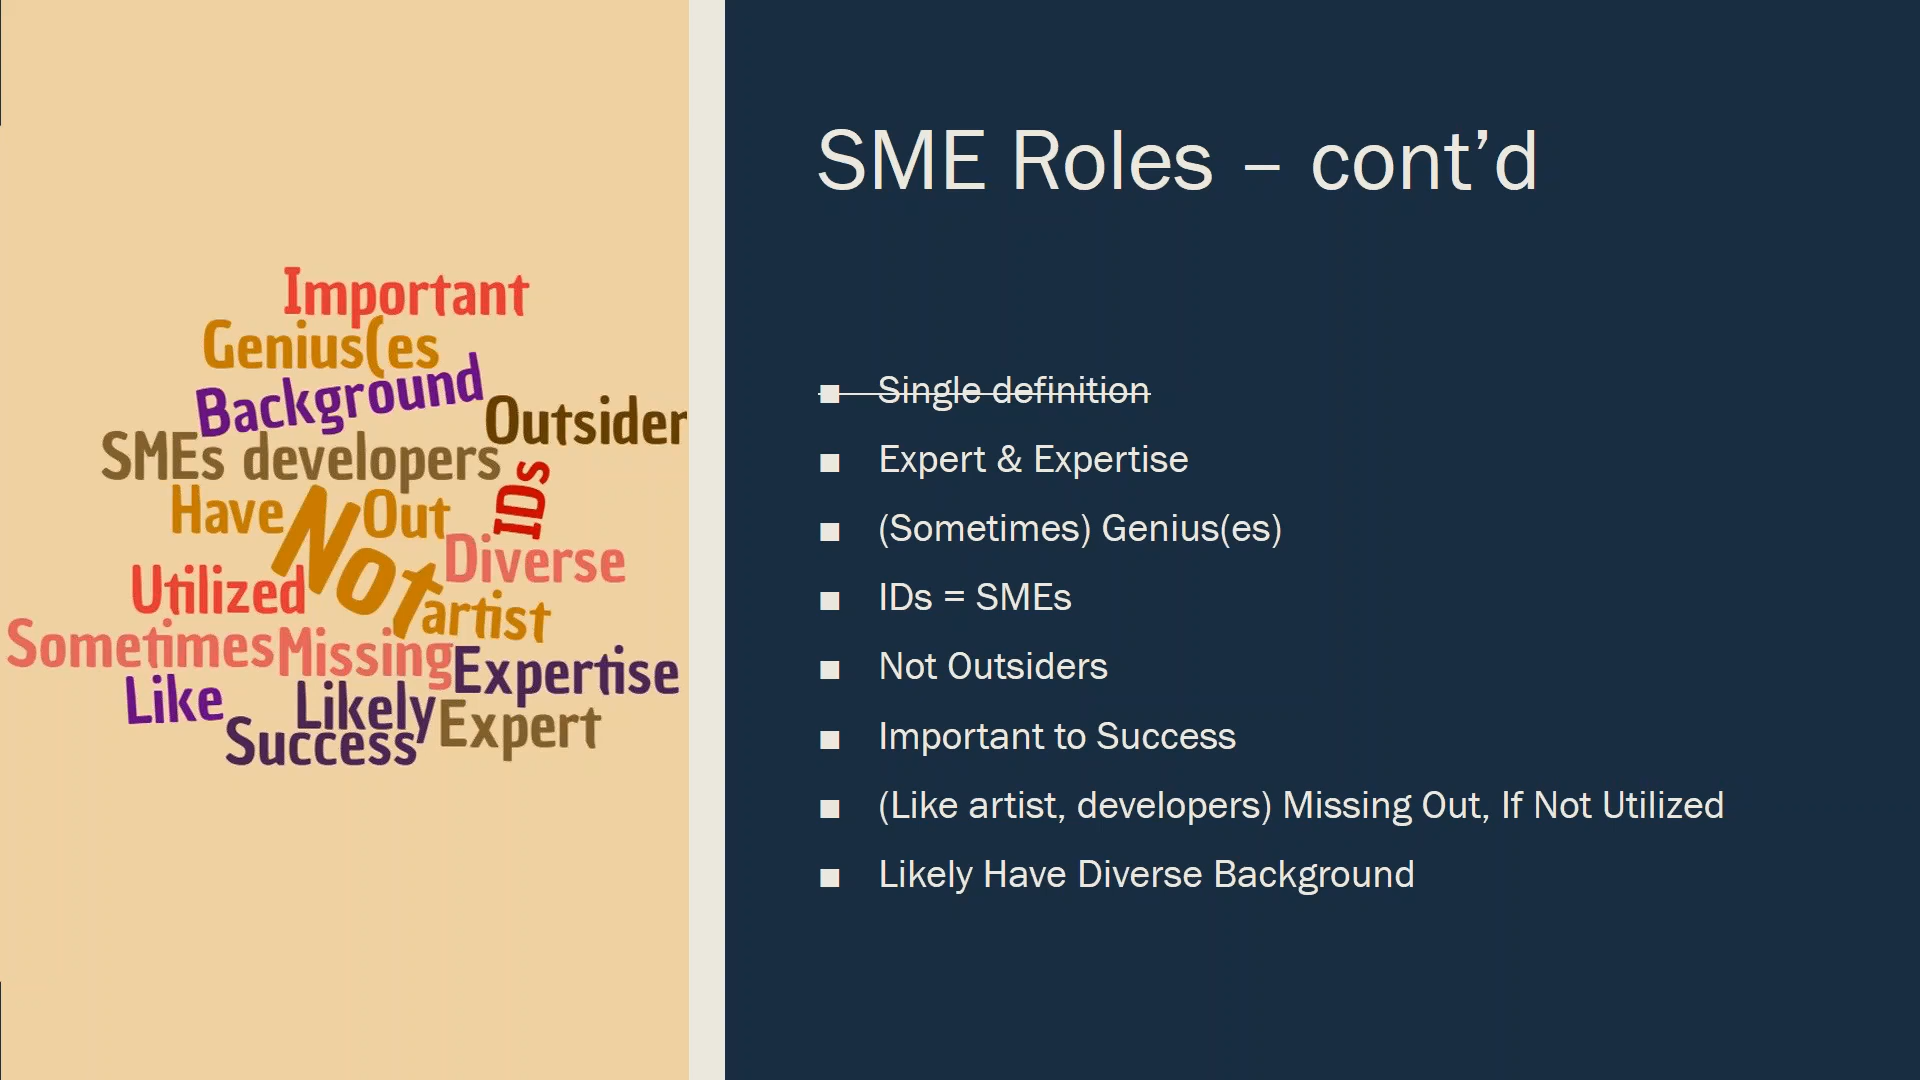 Important
Genius(es
Background
Outsider
SMEs developers
IDs
Have
Not
Out
Diverse
Utilized
artist
Sometimes
Missing
Expertise
Like
Likely
Expert
Success
SME Roles – cont’d
■ Single definition
■ Expert & Expertise
■ (Sometimes) Genius(es)
■ IDs = SMEs
■ Not Outsiders
■ Important to Success
■ (Like artist, developers) Missing Out, If Not Utilized
■ Likely Have Diverse Background